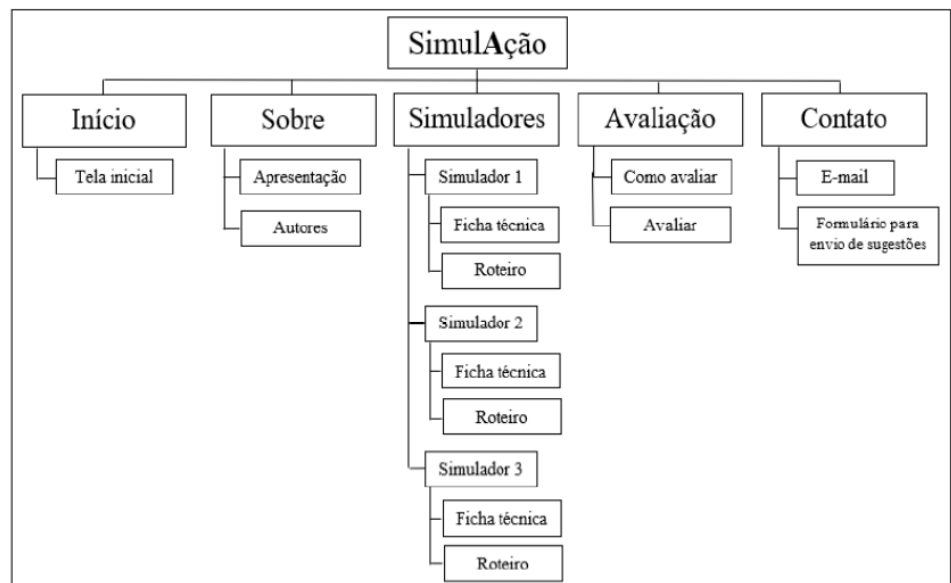 SimulAção
Início
Sobre
Simuladores
Avaliação
Contato
Tela inicial
Apresentação
Autores
Simulador 1
Ficha técnica
Roteiro
Simulador 2
Ficha técnica
Roteiro
Simulador 3
Ficha técnica
Roteiro
Como avaliar
Avaliar
E-mail
Formulário para
envio de sugestões